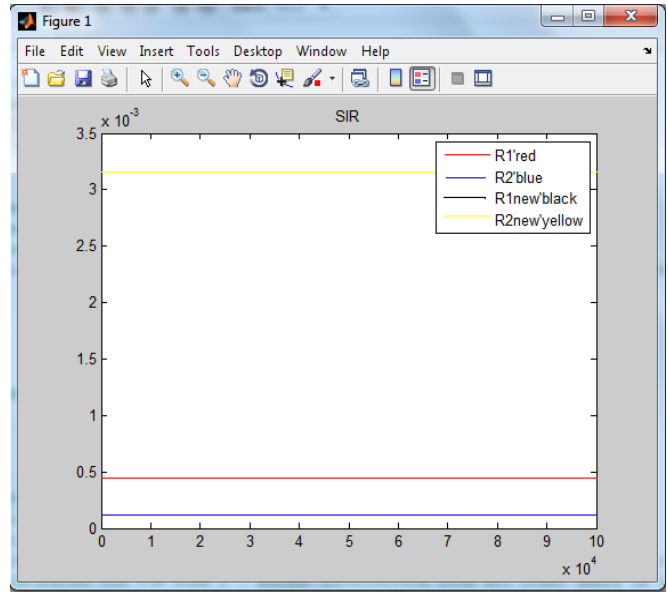 Figure 1
File Edit View Insert Tools Desktop Window Help
x 10^-3
SIR
3.5
3
2.5
2
1.5
1
0.5
0
R1'red
R2'blue
R1new'black
R2new'yellow
0 1 2 3 4 5 6 7 8 9 10
x 10^4